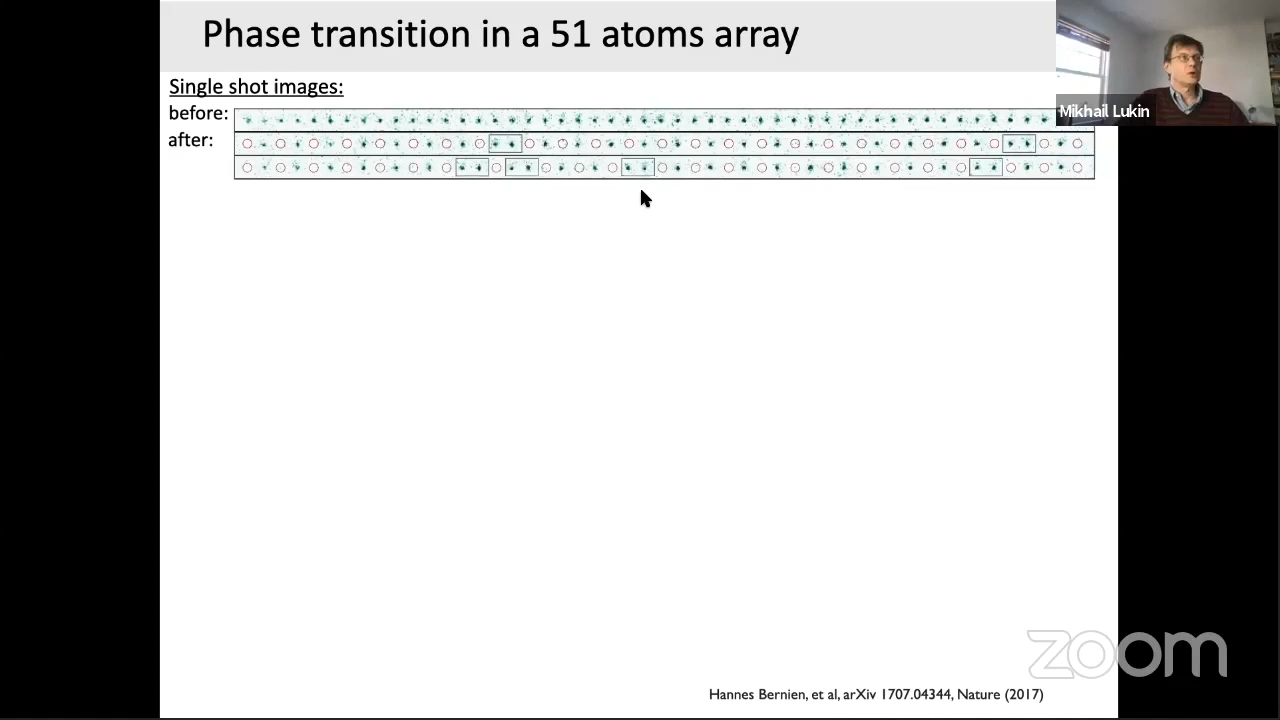 Phase transition in a 51 atoms array
Single shot images:
before:
after:
Mikhail Lukin
zoom
Hannes Bernien, et al, arXiv 1707.04344, Nature (2017)